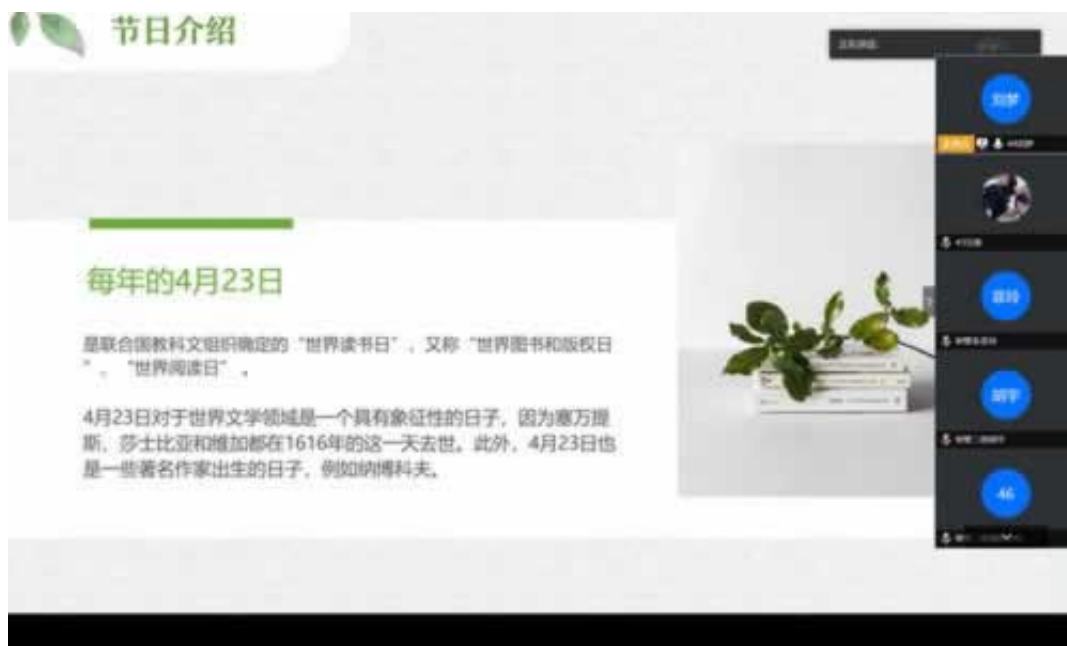 节日介绍
每年的4月23日
是联合国教科文组织确定的“世界读书日”，又称“世界图书和版权日
”、“世界阅读日”。
4月23日对于世界文学领域是一个具有象征性的日子，因为塞万提
斯、莎士比亚和维加都在1616年的这一天去世。此外，4月23日也
是一些著名作家出生的日子，例如纳博科夫。
刘梦
胡宇
46